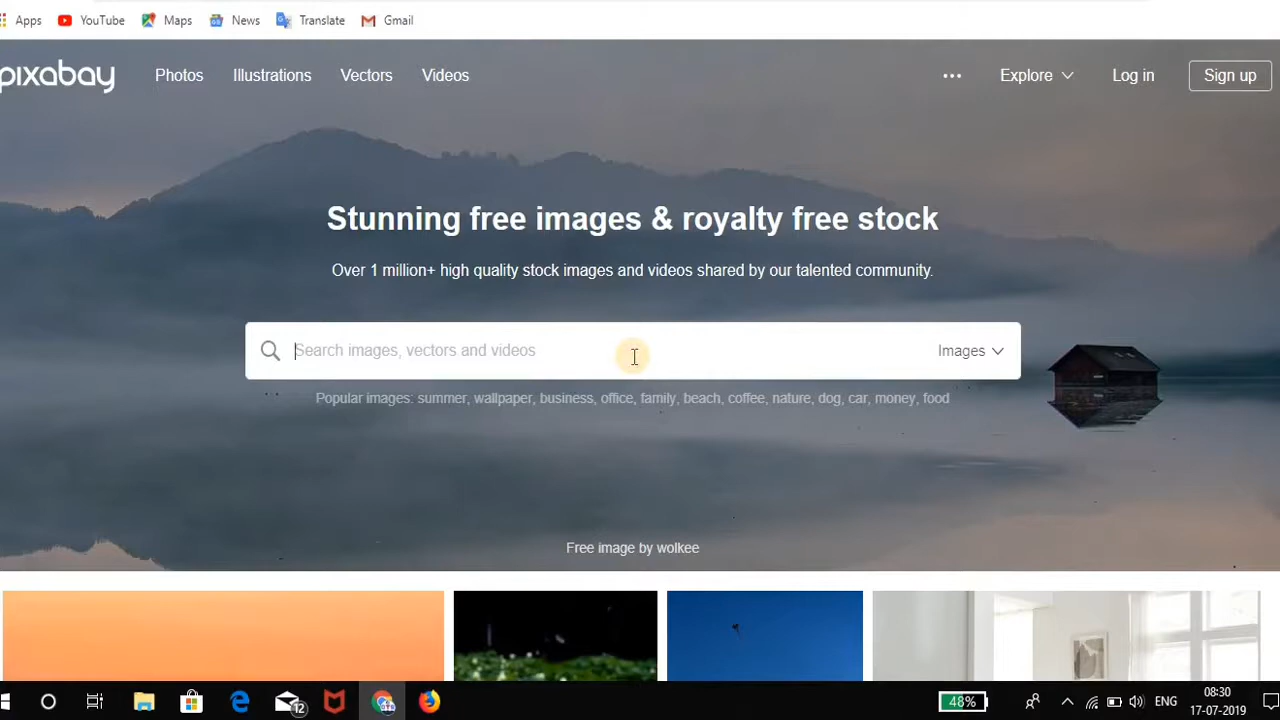 Apps YouTube Maps News Translate Gmail
pixabay Photos Illustrations Vectors Videos ••• Explore Log in Sign up
Stunning free images & royalty free stock
Over 1 million+ high quality stock images and videos shared by our talented community.
Search images, vectors and videos Images
Popular images: summer, wallpaper, business, office, family, beach, coffee, nature, dog, car, money, food
Free image by wolkee
12 48% ENG 08:30
17-07-2019